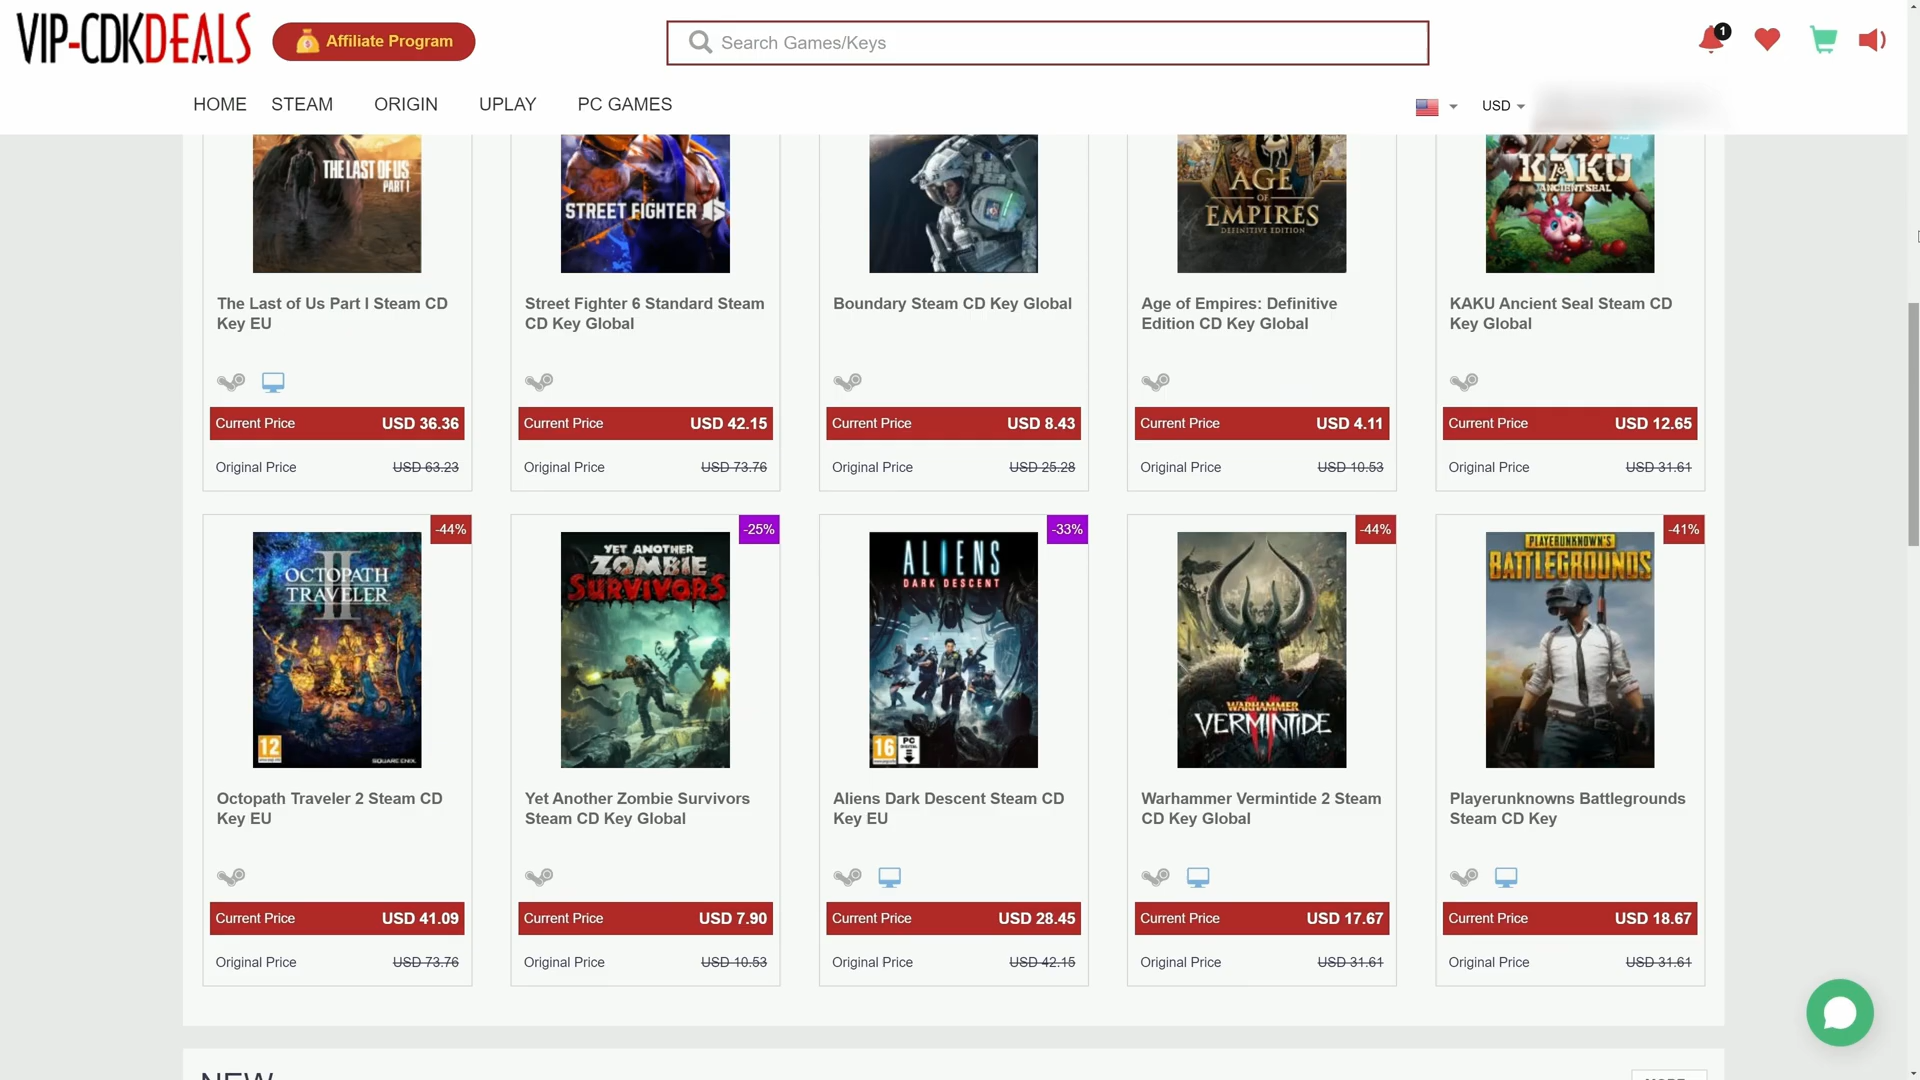 VIP-CDKDEALS
Affiliate Program
Search Games/Keys
1
HOME STEAM ORIGIN UPLAY PC GAMES
USD
THE LAST OF US
PART I
STREET FIGHTER 6
AGE
OF
EMPIRES
DEFINITIVE EDITION
KAKU
ANCIENT SEAL
The Last of Us Part I Steam CD
Key EU
Street Fighter 6 Standard Steam
CD Key Global
Boundary Steam CD Key Global
Age of Empires: Definitive
Edition CD Key Global
KAKU Ancient Seal Steam CD
Key Global
Current Price USD 36.36
Current Price USD 42.15
Current Price USD 8.43
Current Price USD 4.11
Current Price USD 12.65
Original Price USD 63.23
Original Price USD 73.76
Original Price USD 25.28
Original Price USD 10.53
Original Price USD 31.61
-44%
-25%
-33%
-44%
-41%
OCTOPATH
TRAVELER
II
12
SQUARE ENIX
YET ANOTHER
ZOMBIE
SURVIVORS
ALIENS
DARK DESCENT
16
PC
DIGITAL
WARHAMMER
VERMINTIDE
II
PLAYERUNKNOWN'S
BATTLEGROUNDS
Octopath Traveler 2 Steam CD
Key EU
Yet Another Zombie Survivors
Steam CD Key Global
Aliens Dark Descent Steam CD
Key EU
Warhammer Vermintide 2 Steam
CD Key Global
Playerunknowns Battlegrounds
Steam CD Key
Current Price USD 41.09
Current Price USD 7.90
Current Price USD 28.45
Current Price USD 17.67
Current Price USD 18.67
Original Price USD 73.76
Original Price USD 10.53
Original Price USD 42.15
Original Price USD 31.61
Original Price USD 31.61
NEW